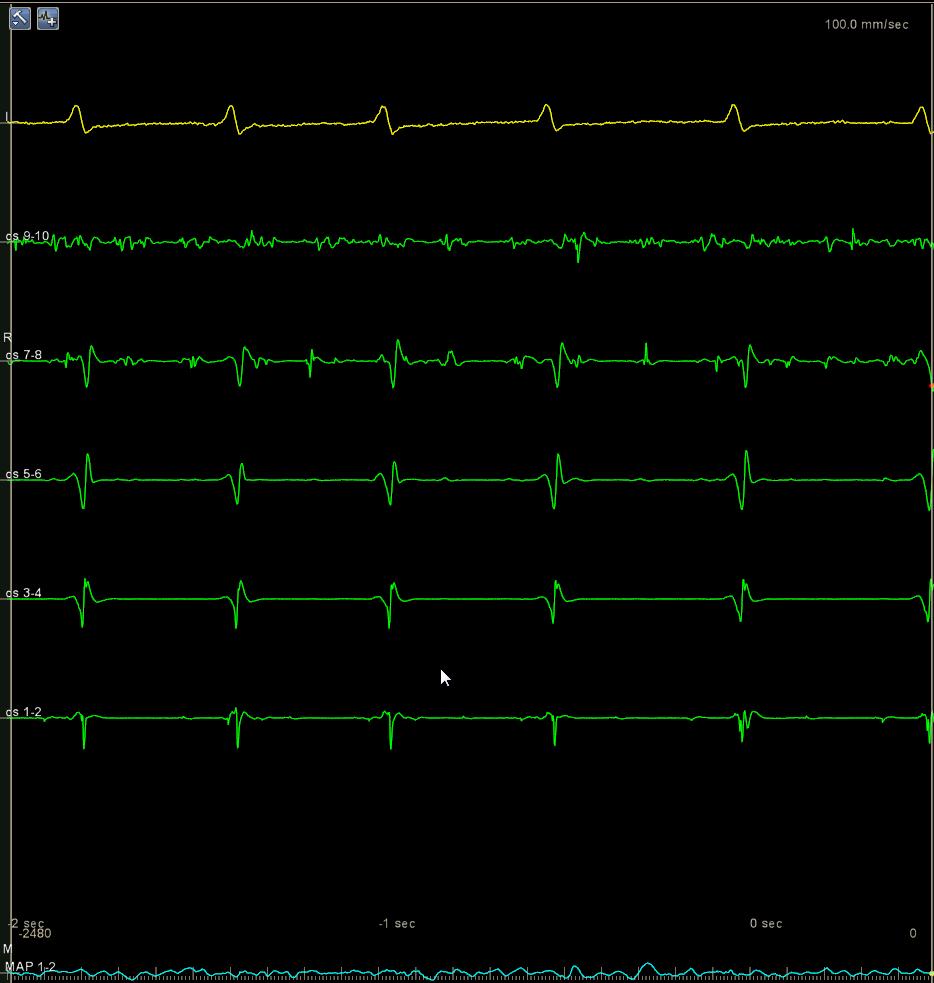 100.0 mm/sec
I
cs 9-10
R
cs 7-8
cs 5-6
cs 3-4
cs 1-2
-2 sec
-1 sec
0 sec
-2480
0
M
MAP 1-2